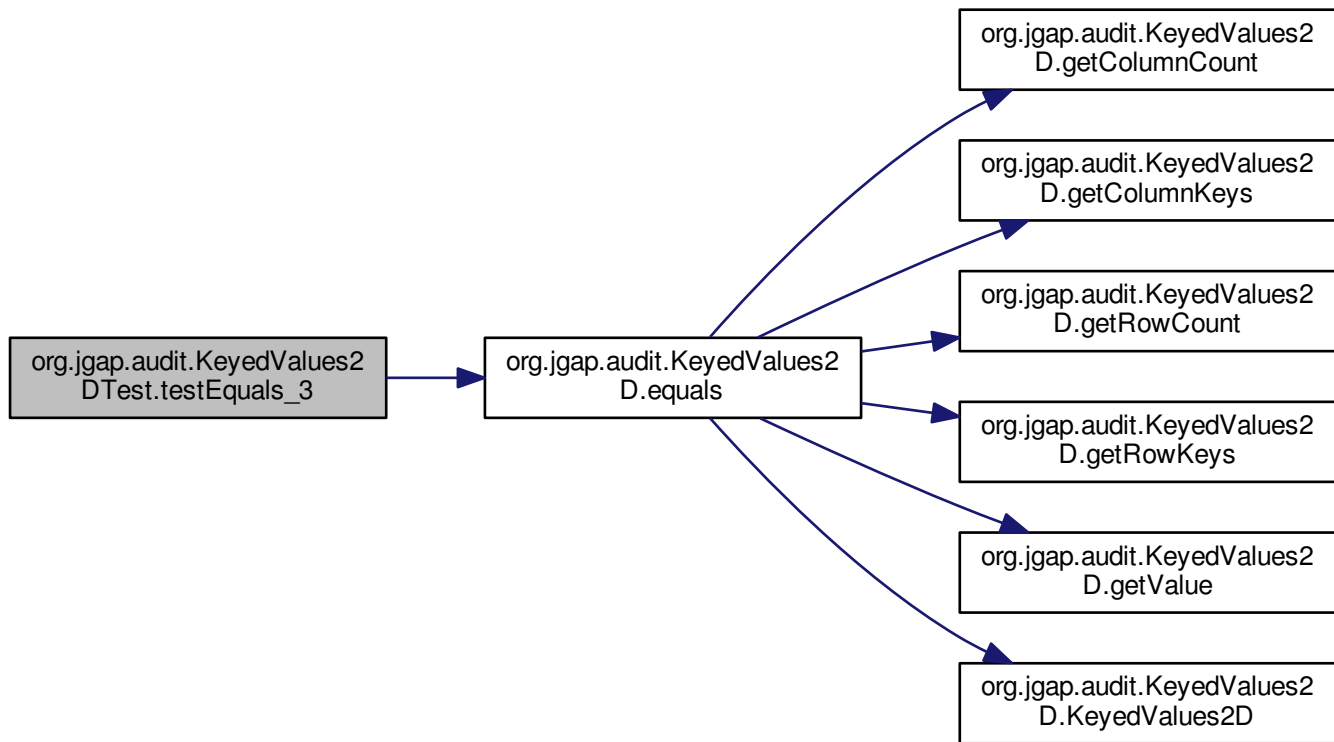 org.jgap.audit.KeyedValues2
DTest.testEquals_3
org.jgap.audit.KeyedValues2
D.equals
org.jgap.audit.KeyedValues2
D.getColumnCount
org.jgap.audit.KeyedValues2
D.getColumnKeys
org.jgap.audit.KeyedValues2
D.getRowCount
org.jgap.audit.KeyedValues2
D.getRowKeys
org.jgap.audit.KeyedValues2
D.getValue
org.jgap.audit.KeyedValues2
D.KeyedValues2D